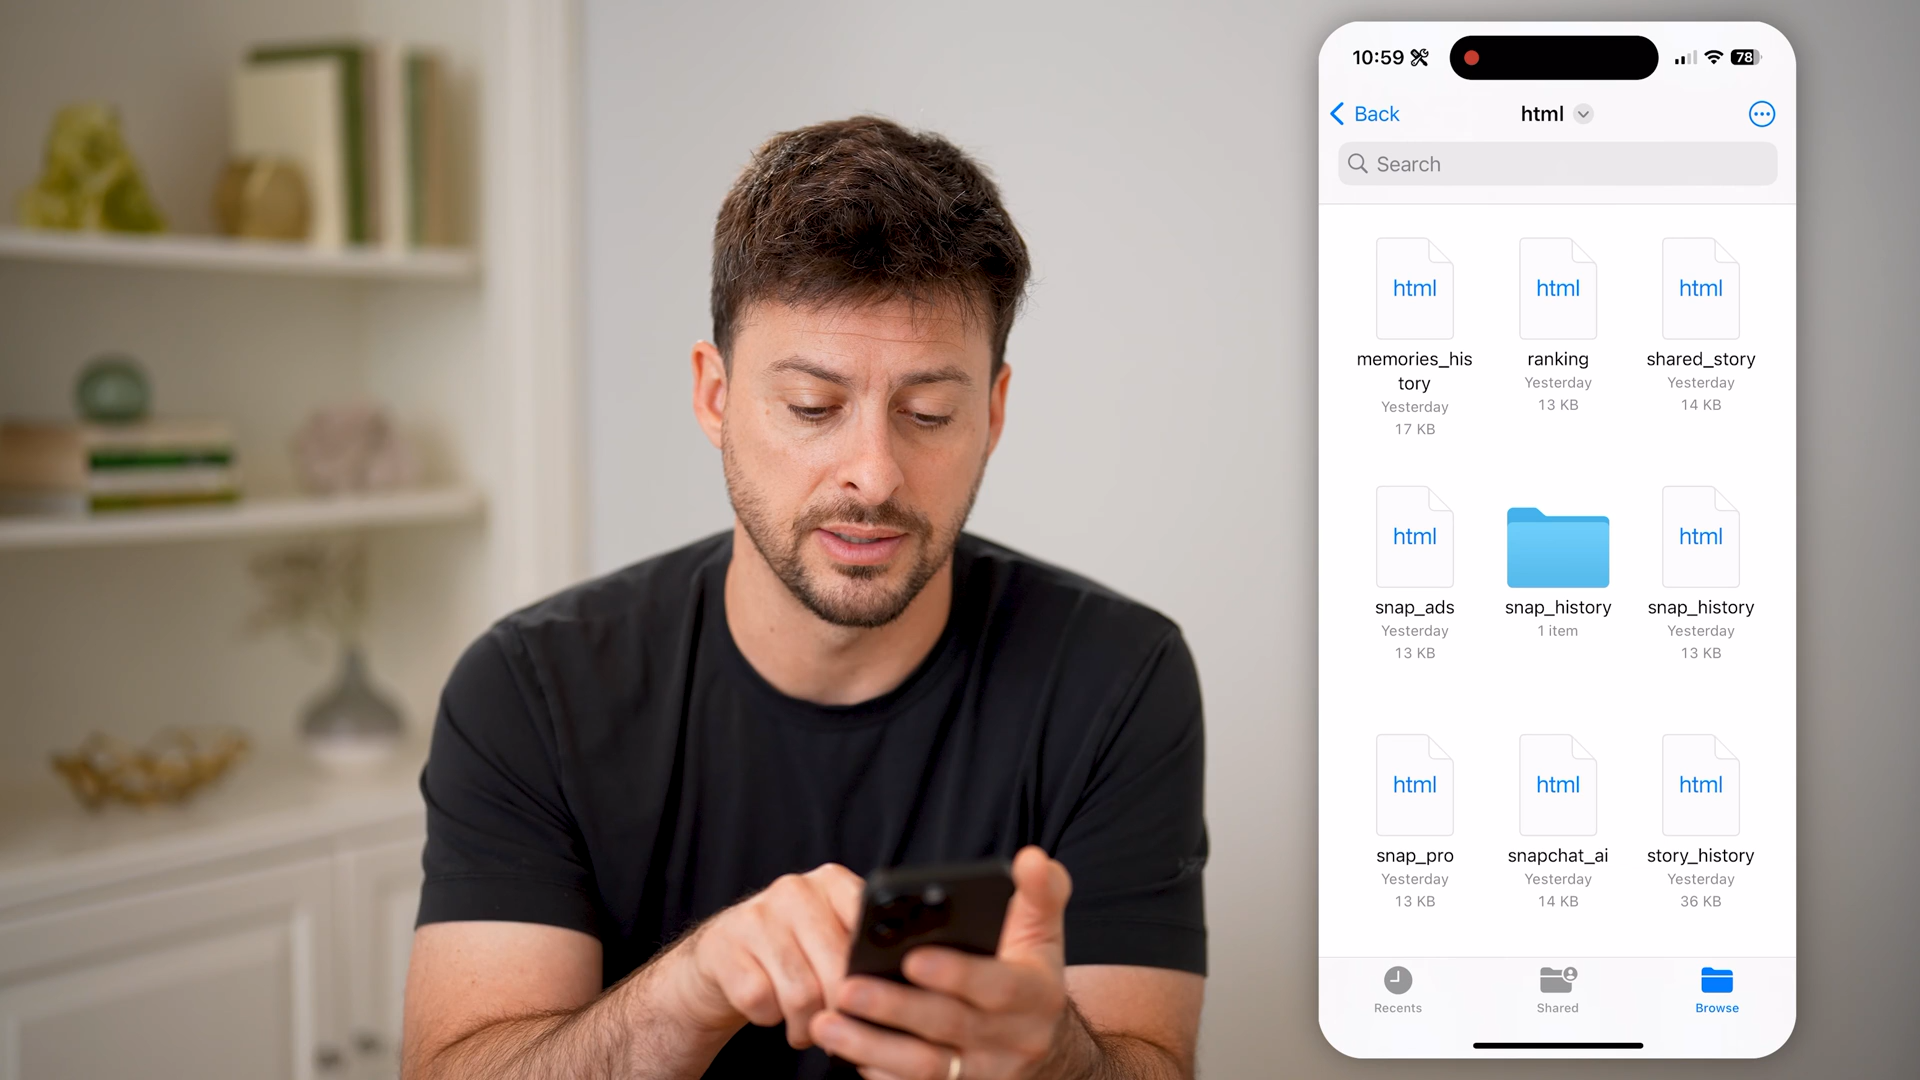 10:59
78
Back
html
Search
html
html
html
memories_his
tory
ranking
shared_story
Yesterday
Yesterday
Yesterday
17 KB
13 KB
14 KB
html
html
snap_ads
snap_history
snap_history
Yesterday
1 item
Yesterday
13 KB
13 KB
html
html
html
snap_pro
snapchat_ai
story_history
Yesterday
Yesterday
Yesterday
13 KB
14 KB
36 KB
Recents
Shared
Browse